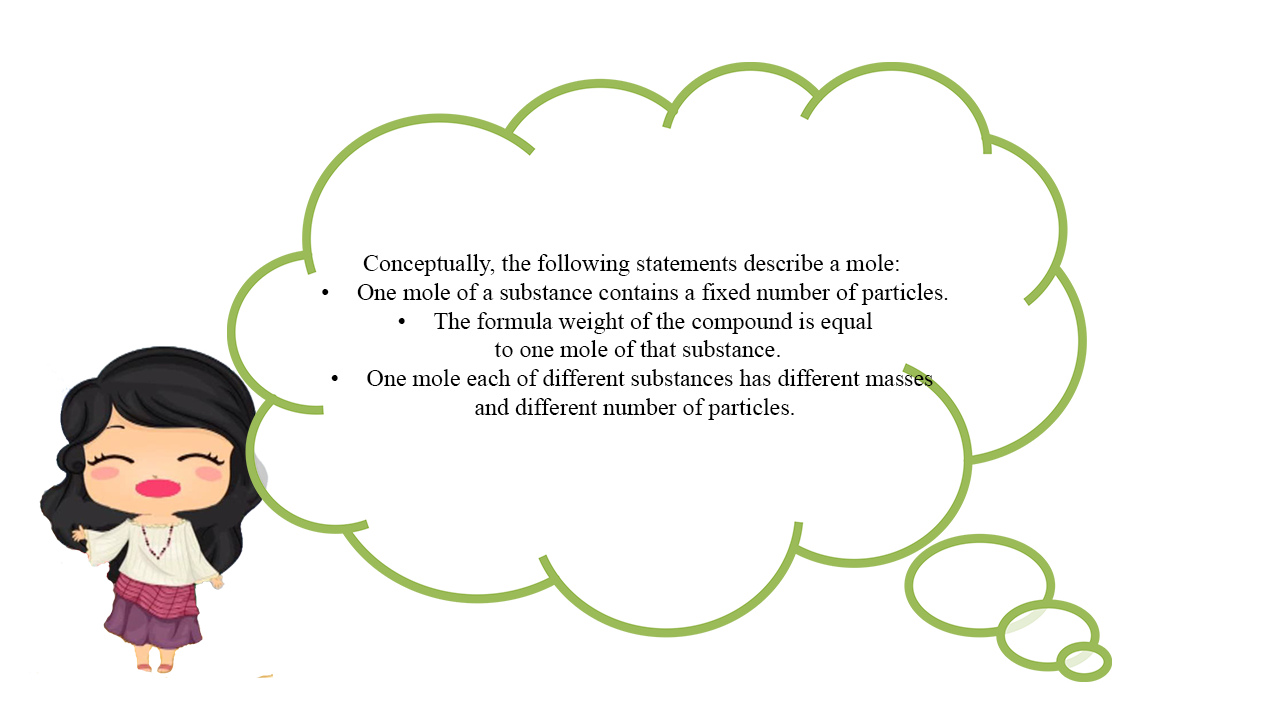 Conceptually, the following statements describe a mole:
• One mole of a substance contains a fixed number of particles.
• The formula weight of the compound is equal
to one mole of that substance.
• One mole each of different substances has different masses
and different number of particles.